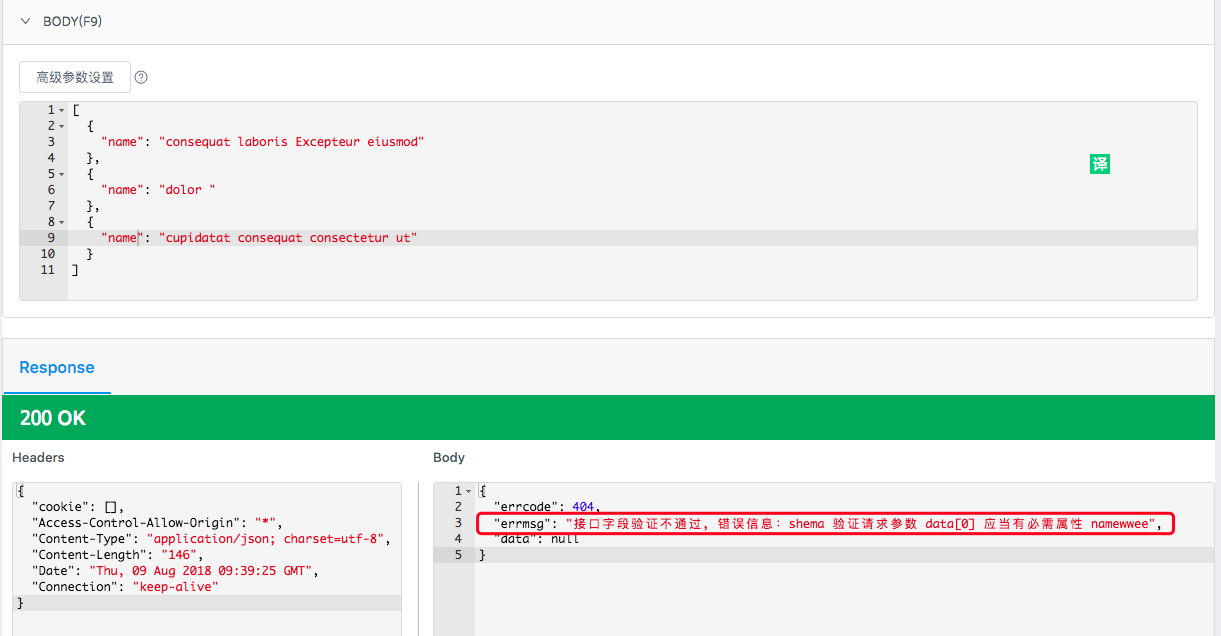 BODY(F9)
高级参数设置 ?
1 [
2 {
3 "name": "consequat laboris Excepteur eiusmod"
4 },
5 {
6 "name": "dolor "
7 },
8 {
9 "name": "cupidatat consequat consectetur ut"
10 }
11 ]
译
Response
200 OK
Headers
{
"cookie": [],
"Access-Control-Allow-Origin": "*",
"Content-Type": "application/json; charset=utf-8",
"Content-Length": "146",
"Date": "Thu, 09 Aug 2018 09:39:25 GMT",
"Connection": "keep-alive"
}
Body
1 {
2 "errcode": 404,
3 "errmsg": "接口字段验证不通过, 错误信息: shema 验证请求参数 data[0] 应当有必需属性 namewwee",
4 "data": null
5 }